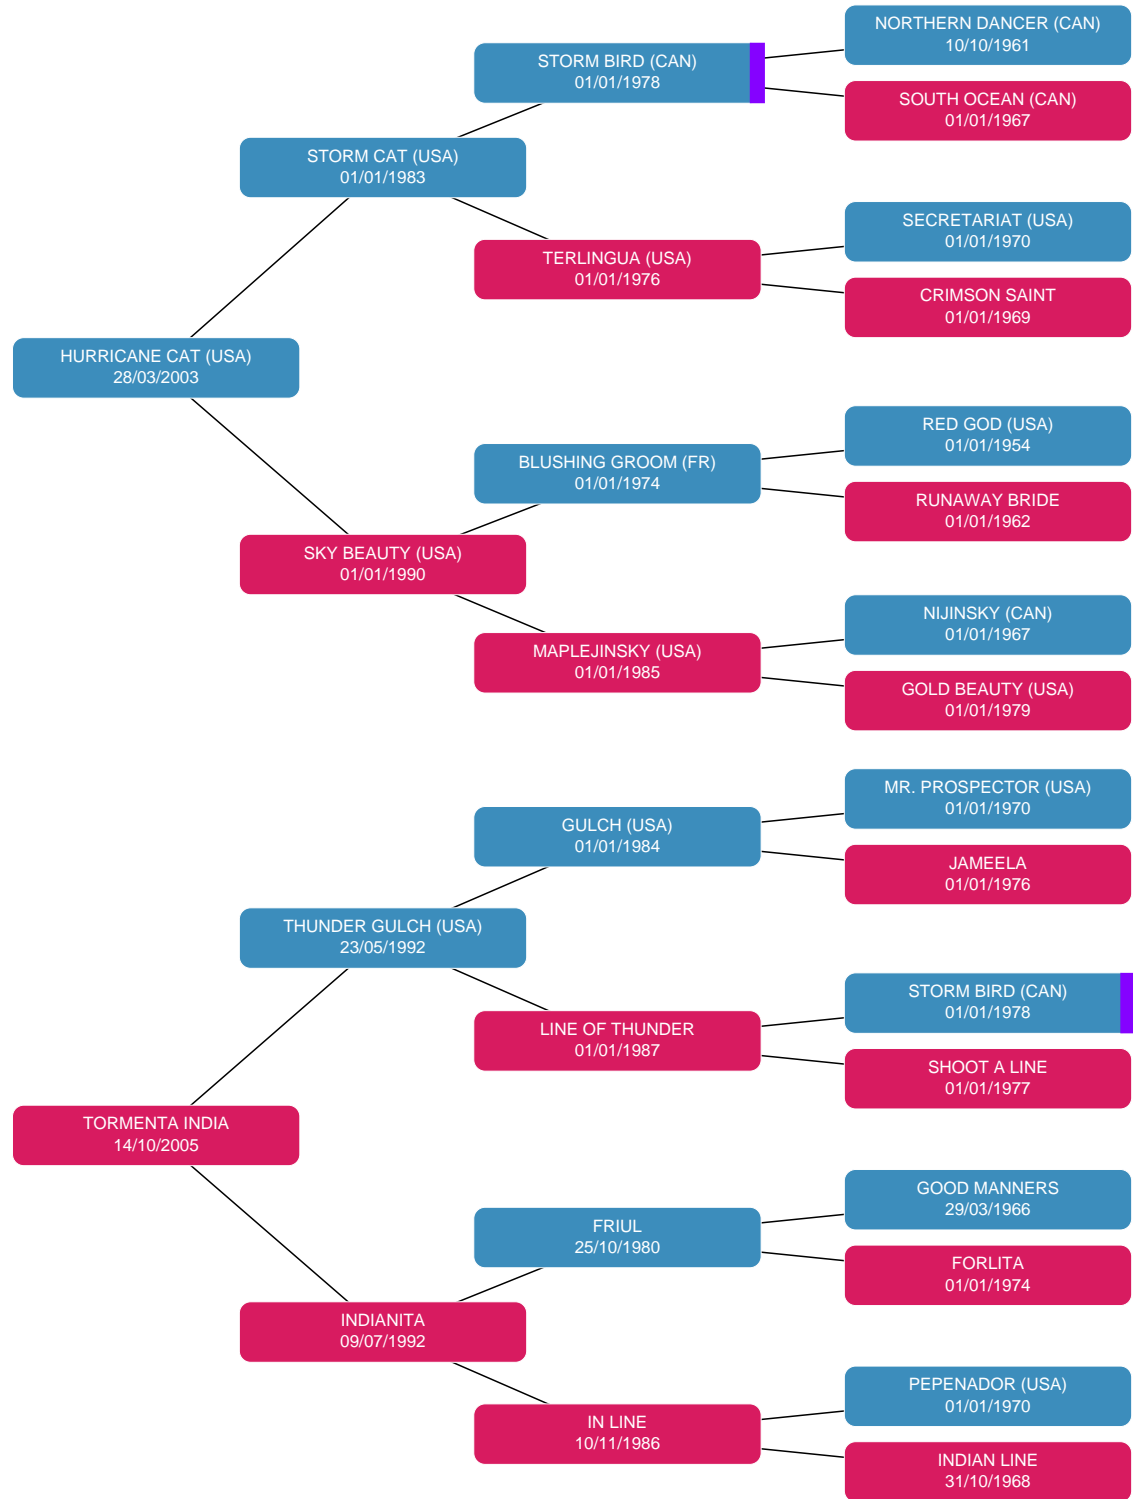 NORTHERN DANCER (CAN)
10/10/1961
STORM BIRD (CAN)
01/01/1978
SOUTH OCEAN (CAN)
01/01/1967
STORM CAT (USA)
01/01/1983
SECRETARIAT (USA)
01/01/1970
TERLINGUA (USA)
01/01/1976
CRIMSON SAINT
01/01/1969
HURRICANE CAT (USA)
28/03/2003
RED GOD (USA)
01/01/1954
BLUSHING GROOM (FR)
01/01/1974
RUNAWAY BRIDE
01/01/1962
SKY BEAUTY (USA)
01/01/1990
NIJINSKY (CAN)
01/01/1967
MAPLEJINSKY (USA)
01/01/1985
GOLD BEAUTY (USA)
01/01/1979
MR. PROSPECTOR (USA)
01/01/1970
GULCH (USA)
01/01/1984
JAMEELA
01/01/1976
THUNDER GULCH (USA)
23/05/1992
STORM BIRD (CAN)
01/01/1978
LINE OF THUNDER
01/01/1987
SHOOT A LINE
01/01/1977
TORMENTA INDIA
14/10/2005
GOOD MANNERS
29/03/1966
FRIUL
25/10/1980
FORLITA
01/01/1974
INDIANITA
09/07/1992
PEPENADOR (USA)
01/01/1970
IN LINE
10/11/1986
INDIAN LINE
31/10/1968